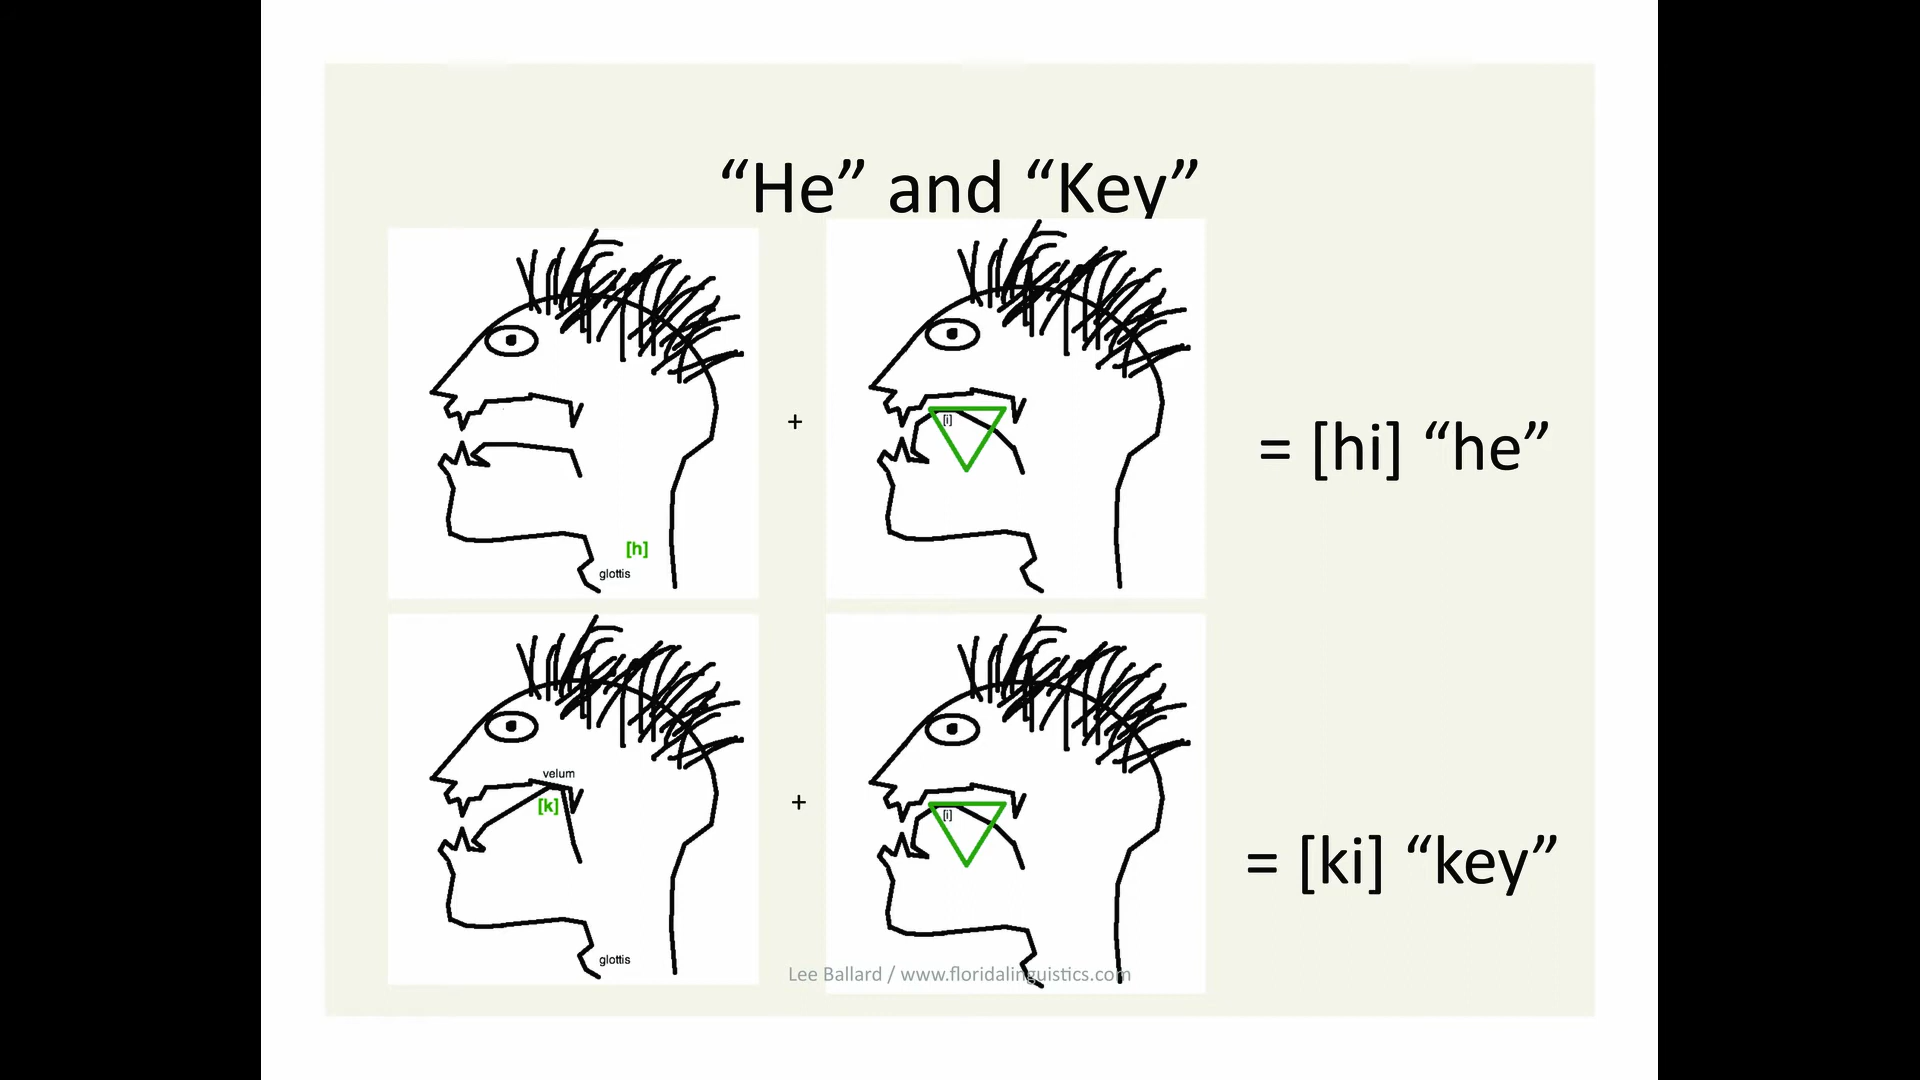 “He” and “Key”
[i]
+
= [hi] “he”
[h]
glottis
velum
[k]
[i]
+
= [ki] “key”
glottis
Lee Ballard / www.floridalinguistics.com